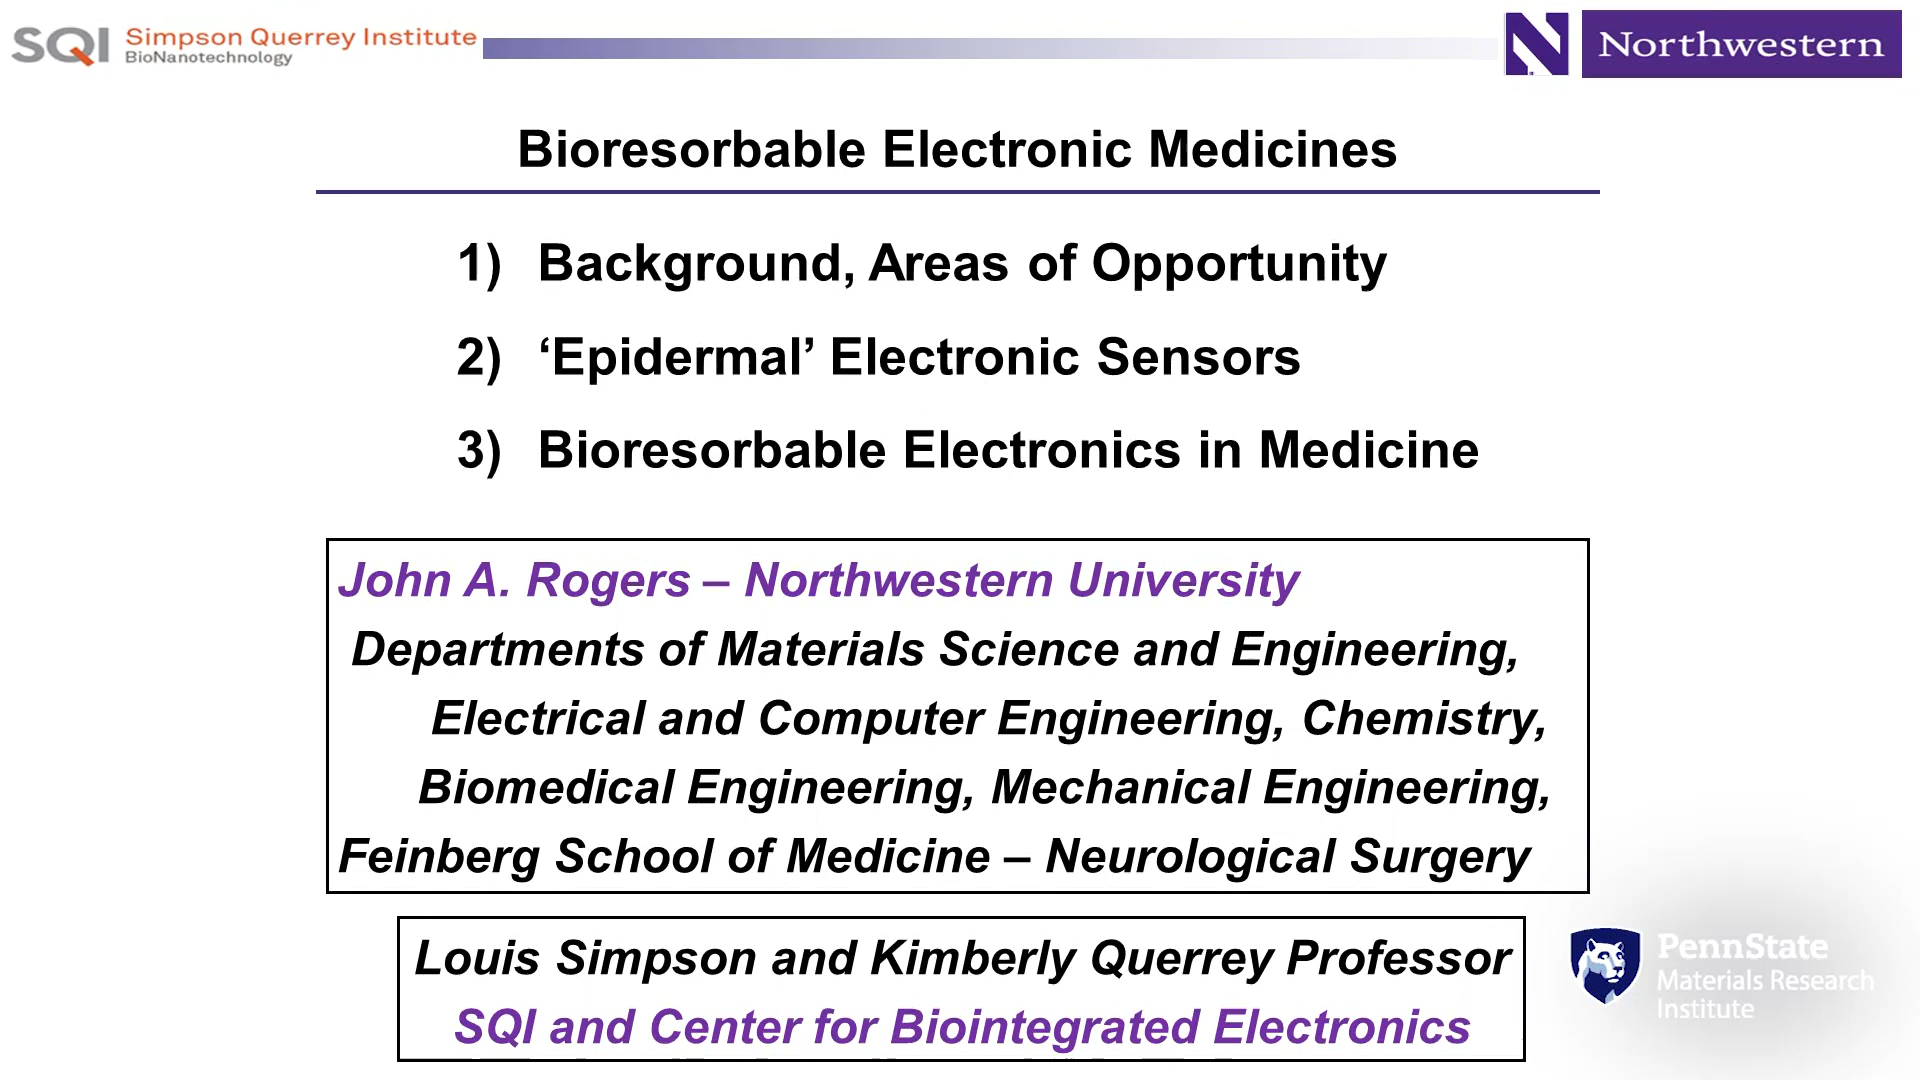 SQI Simpson Querrey Institute
BioNanotechnology
N Northwestern
Bioresorbable Electronic Medicines
1) Background, Areas of Opportunity
2) ‘Epidermal’ Electronic Sensors
3) Bioresorbable Electronics in Medicine
John A. Rogers – Northwestern University
Departments of Materials Science and Engineering,
Electrical and Computer Engineering, Chemistry,
Biomedical Engineering, Mechanical Engineering,
Feinberg School of Medicine – Neurological Surgery
Louis Simpson and Kimberly Querrey Professor
SQI and Center for Biointegrated Electronics
PennState
Materials Research
Institute